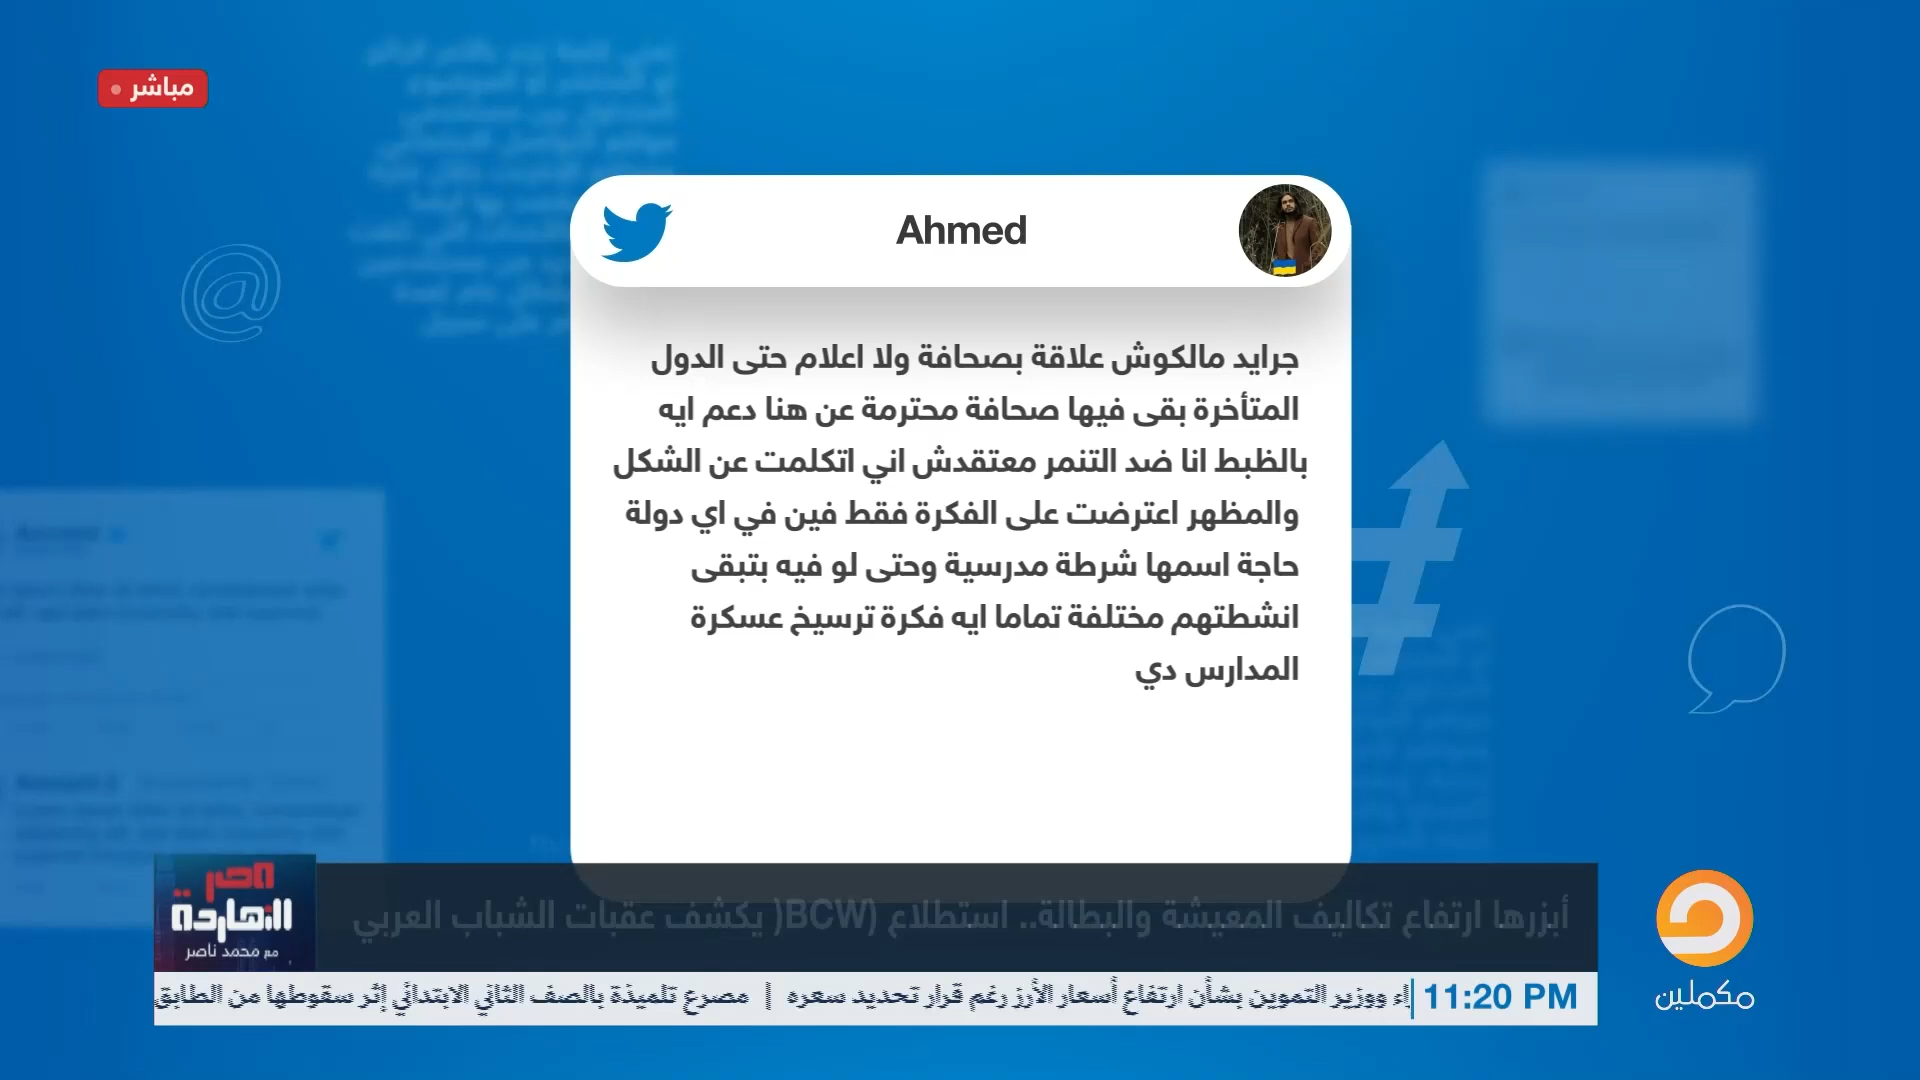 مباشر
Ahmed
جرايد مالكوش علاقة بصحافة ولا اعلام حتى الدول
المتأخرة بقى فيها صحافة محترمة عن هنا دعم ايه
بالظبط انا ضد التنمر معتقدش اني اتكلمت عن الشكل
والمظهر اعترضت على الفكرة فقط فين في اي دولة
حاجة اسمها شرطة مدرسية وحتى لو فيه بتبقى
انشطتهم مختلفة تماما ايه فكرة ترسيخ عسكرة
المدارس دي
أبزرها ارتفاع تكاليف المعيشة والبطالة.. استطلاع (BCW) يكشف عقبات الشباب العربي
مصر
النهاردة
مع محمد ناصر
11:20 PM
اء ووزير التموين بشأن ارتفاع أسعار الأرز رغم قرار تحديد سعره | مصرع تلميذة بالصف الثاني الابتدائي إثر سقوطها من الطابق
مكملين